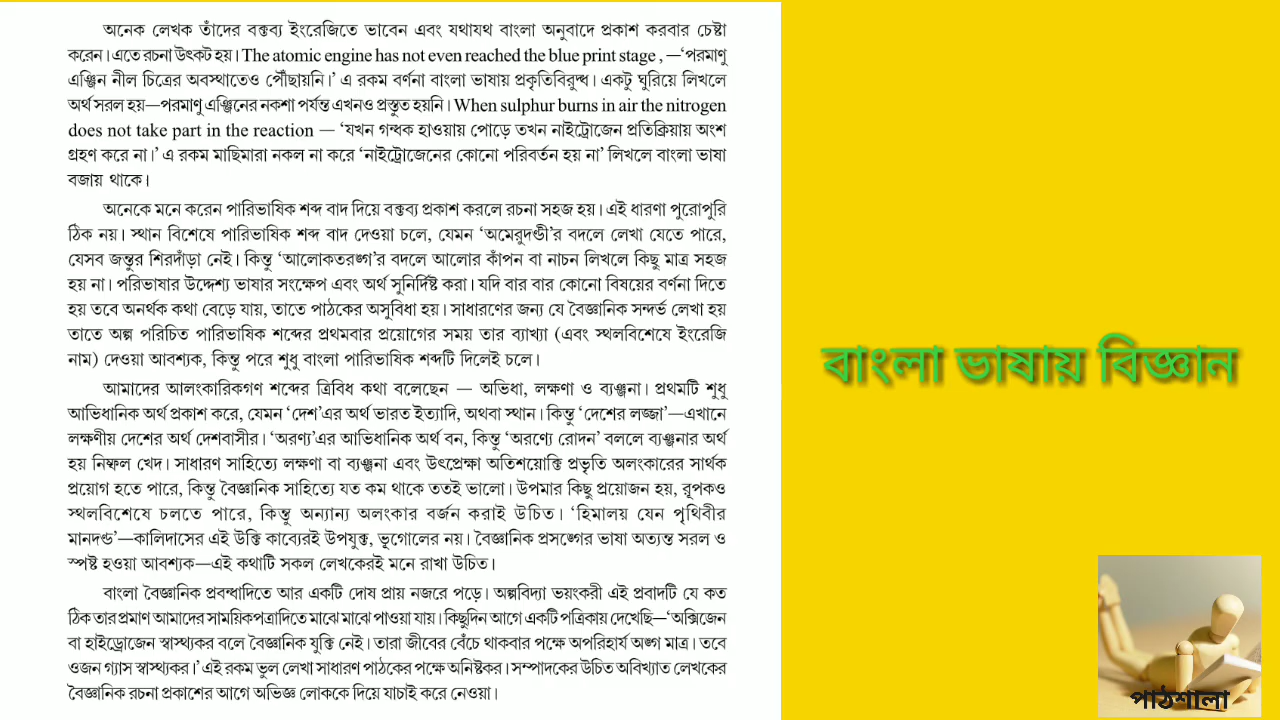 অনেক লেখক তাঁদের বক্তব্য ইংরেজিতে ভাবেন এবং যথাযথ বাংলা অনুবাদে প্রকাশ করবার চেষ্টা
করেন। এতে রচনা উৎকট হয়। The atomic engine has not even reached the blue print stage , —‘পরমাণু
এঞ্জিন নীল চিত্রের অবস্থাতেও পৌঁছায়নি।’ এ রকম বর্ণনা বাংলা ভাষায় প্রকৃতিবিরুদ্ধ। একটু ঘুরিয়ে লিখলে
অর্থ সরল হয়—পরমাণু এঞ্জিনের নকশা পর্যন্ত এখনও প্রস্তুত হয়নি। When sulphur burns in air the nitrogen
does not take part in the reaction — ‘যখন গন্ধক হাওয়ায় পোড়ে তখন নাইট্রোজেন প্রতিক্রিয়ায় অংশ
গ্রহণ করে না।’ এ রকম মাছিমারা নকল না করে ‘নাইট্রোজেনের কোনো পরিবর্তন হয় না’ লিখলে বাংলা ভাষা
বজায় থাকে।
অনেকে মনে করেন পারিভাষিক শব্দ বাদ দিয়ে বক্তব্য প্রকাশ করলে রচনা সহজ হয়। এই ধারণা পুরোপুরি
ঠিক নয়। স্থান বিশেষে পারিভাষিক শব্দ বাদ দেওয়া চলে, যেমন ‘অমেরুদণ্ডী’র বদলে লেখা যেতে পারে,
যেসব জন্তুর শিরদাঁড়া নেই। কিন্তু ‘আলোকতরঙ্গ’র বদলে আলোর কাঁপন বা নাচন লিখলে কিছু মাত্র সহজ
হয় না। পরিভাষার উদ্দেশ্য ভাষার সংক্ষেপ এবং অর্থ সুনির্দিষ্ট করা। যদি বার বার কোনো বিষয়ের বর্ণনা দিতে
হয় তবে অনর্থক কথা বেড়ে যায়, তাতে পাঠকের অসুবিধা হয়। সাধারণের জন্য যে বৈজ্ঞানিক সন্দর্ভ লেখা হয়
তাতে অল্প পরিচিত পারিভাষিক শব্দের প্রথমবার প্রয়োগের সময় তার ব্যাখ্যা (এবং স্থলবিশেষে ইংরেজি
নাম) দেওয়া আবশ্যক, কিন্তু পরে শুধু বাংলা পারিভাষিক শব্দটি দিলেই চলে।
আমাদের আলংকারিকগণ শব্দের ত্রিবিধ কথা বলেছেন — অভিধা, লক্ষণা ও ব্যঞ্জনা। প্রথমটি শুধু
আভিধানিক অর্থ প্রকাশ করে, যেমন ‘দেশ’এর অর্থ ভারত ইত্যাদি, অথবা স্থান। কিন্তু ‘দেশের লজ্জা’—এখানে
লক্ষণীয় দেশের অর্থ দেশবাসীর। ‘অরণ্য’এর আভিধানিক অর্থ বন, কিন্তু ‘অরণ্যে রোদন’ বললে ব্যঞ্জনার অর্থ
হয় নিষ্ফল খেদ। সাধারণ সাহিত্যে লক্ষণা বা ব্যঞ্জনা এবং উৎপ্রেক্ষা অতিশয়োক্তি প্রভৃতি অলংকারের সার্থক
প্রয়োগ হতে পারে, কিন্তু বৈজ্ঞানিক সাহিত্যে যত কম থাকে ততই ভালো। উপমার কিছু প্রয়োজন হয়, রূপকও
স্থলবিশেষে চলতে পারে, কিন্তু অন্যান্য অলংকার বর্জন করাই উচিত। ‘হিমালয় যেন পৃথিবীর
মানদণ্ড’—কালিদাসের এই উক্তি কাব্যেরই উপযুক্ত, ভূগোলের নয়। বৈজ্ঞানিক প্রসঙ্গের ভাষা অত্যন্ত সরল ও
স্পষ্ট হওয়া আবশ্যক—এই কথাটি সকল লেখকেরই মনে রাখা উচিত।
বাংলা বৈজ্ঞানিক প্রবন্ধাদিতে আর একটি দোষ প্রায় নজরে পড়ে। অল্পবিদ্যা ভয়ংকরী এই প্রবাদটি যে কত
ঠিক তার প্রমাণ আমাদের সাময়িকপত্রাদিতে মাঝে মাঝে পাওয়া যায়। কিছুদিন আগে একটি পত্রিকায় দেখেছি—‘অক্সিজেন
বা হাইড্রোজেন স্বাস্থ্যকর বলে বৈজ্ঞানিক যুক্তি নেই। তারা জীবের বেঁচে থাকবার পক্ষে অপরিহার্য অঙ্গ মাত্র। তবে
ওজন গ্যাস স্বাস্থ্যকর।’ এই রকম ভুল লেখা সাধারণ পাঠকের পক্ষে অনিষ্টকর। সম্পাদকের উচিত অবিখ্যাত লেখকের
বৈজ্ঞানিক রচনা প্রকাশের আগে অভিজ্ঞ লোককে দিয়ে যাচাই করে নেওয়া।
বাংলা ভাষায় বিজ্ঞান
পাঠশালা